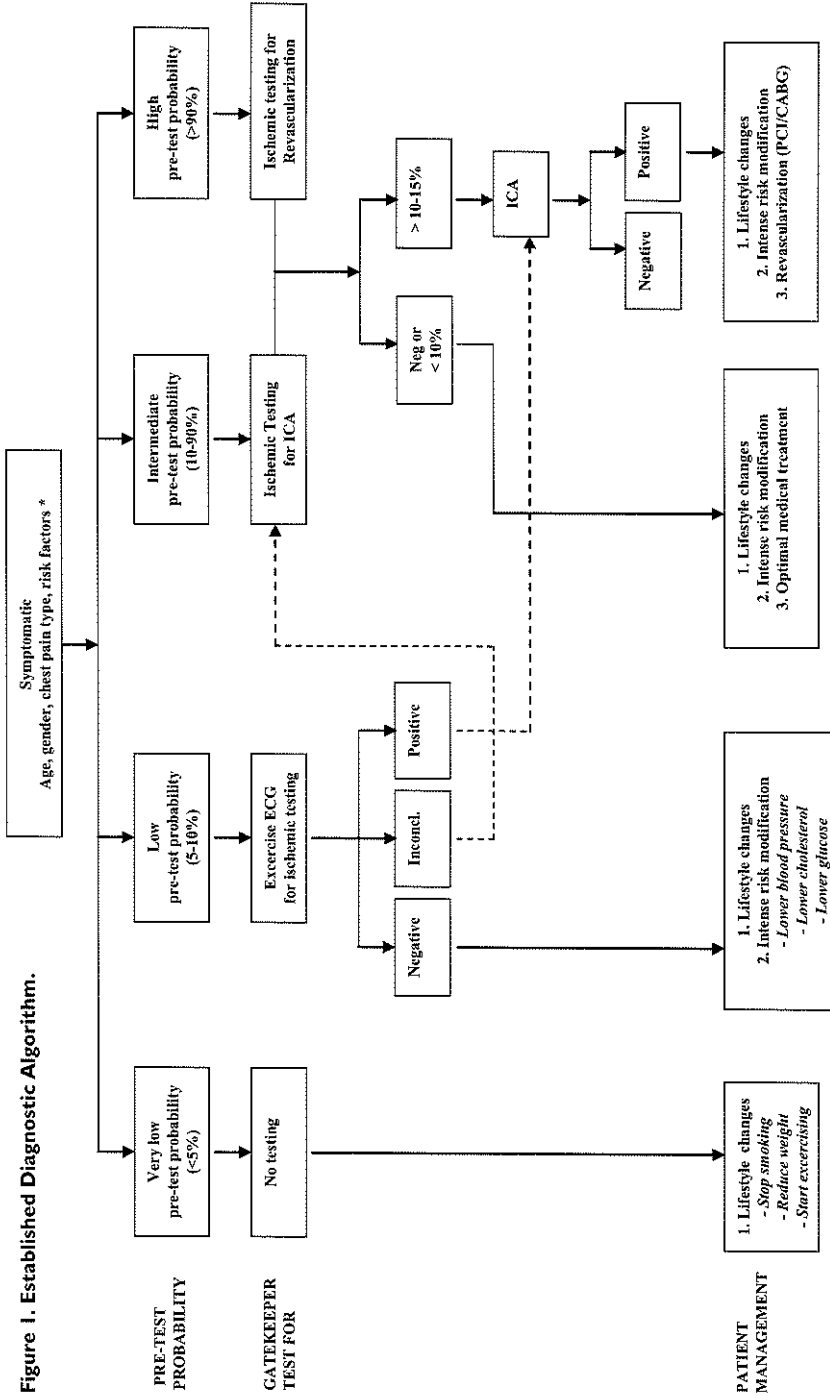 Figure 1. Established Diagnostic Algorithm.
Symptomatic
Age, gender, chest pain type, risk factors *
PRE-TEST
PROBABILITY
Very low
pre-test probability
(<5%)
Low
pre-test probability
(5-10%)
Intermediate
pre-test probability
(10-90%)
High
pre-test probability
(>90%)
GATEKEEPER
TEST FOR
No testing
Excercise ECG
for ischemic testing
Ischemic Testing
for ICA
Ischemic testing for
Revascularization
Negative
Inconcl.
Positive
Neg or
< 10%
> 10-15%
ICA
Negative
Positive
PATIENT
MANAGEMENT
1. Lifestyle changes
- Stop smoking
- Reduce weight
- Start excercising
1. Lifestyle changes
2. Intense risk modification
- Lower blood pressure
- Lower cholesterol
- Lower glucose
1. Lifestyle changes
2. Intense risk modification
3. Optimal medical treatment
1. Lifestyle changes
2. Intense risk modification
3. Revascularization (PCI/CABG)